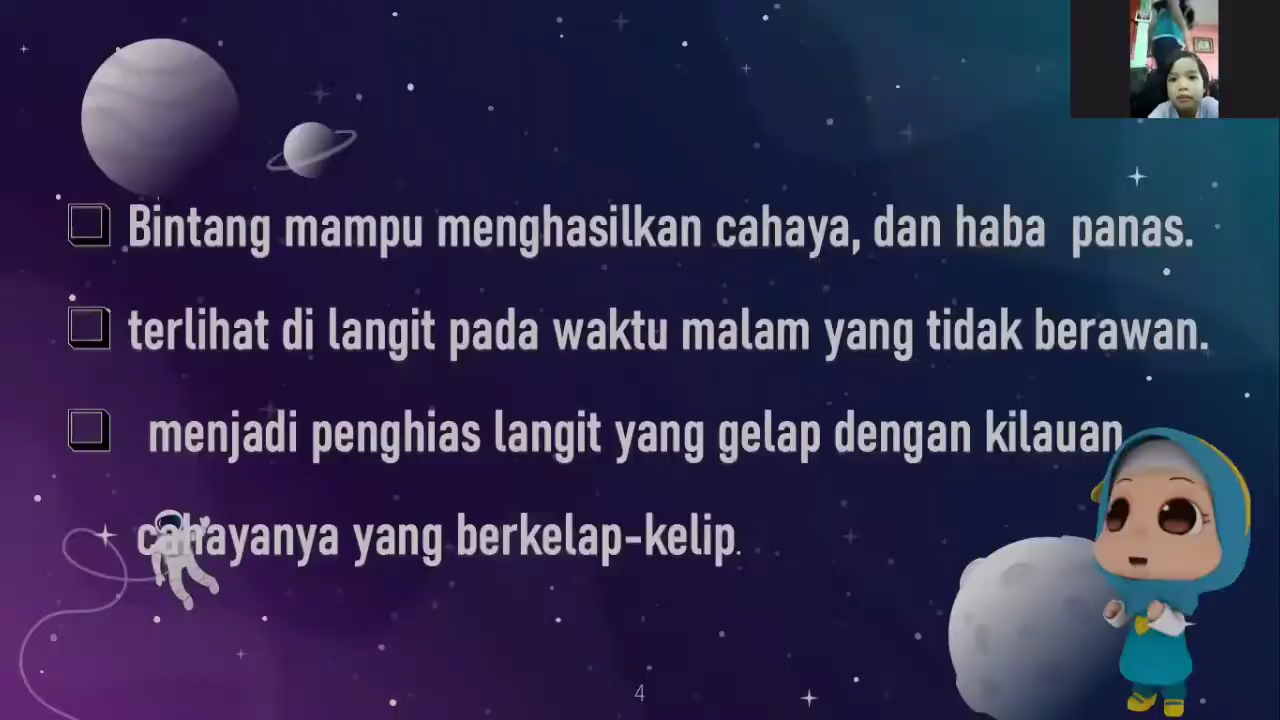 Bintang mampu menghasilkan cahaya, dan haba panas.
terlihat di langit pada waktu malam yang tidak berawan.
menjadi penghias langit yang gelap dengan kilauan
cahayanya yang berkelap-kelip.
4